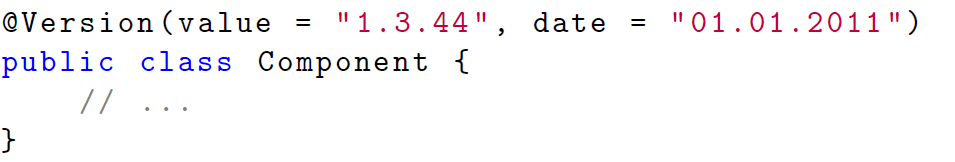 @Version(value = "1.3.44", date = "01.01.2011")
public class Component {
    // ...
}